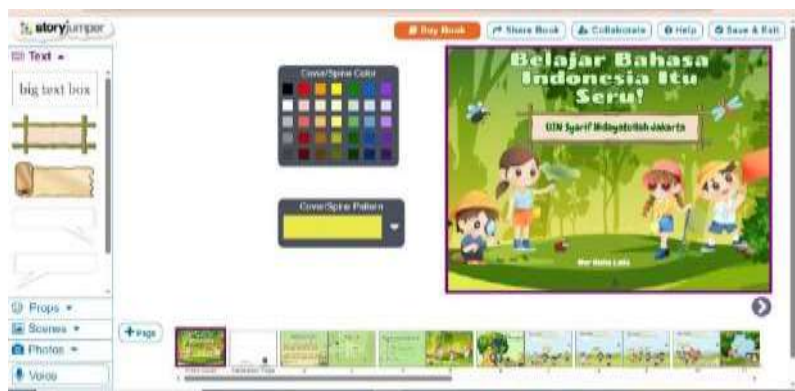 storyjumper
Buy Book
Share Book
Collaborate
Help
Save & Exit
Text
big text box
Cover/Spine Color
Cover/Spine Pattern
Belajar Bahasa
Indonesia Itu
Seru!
UIN Syarif Hidayatullah Jakarta
Props
Scenes
Photos
Voice
+ Page